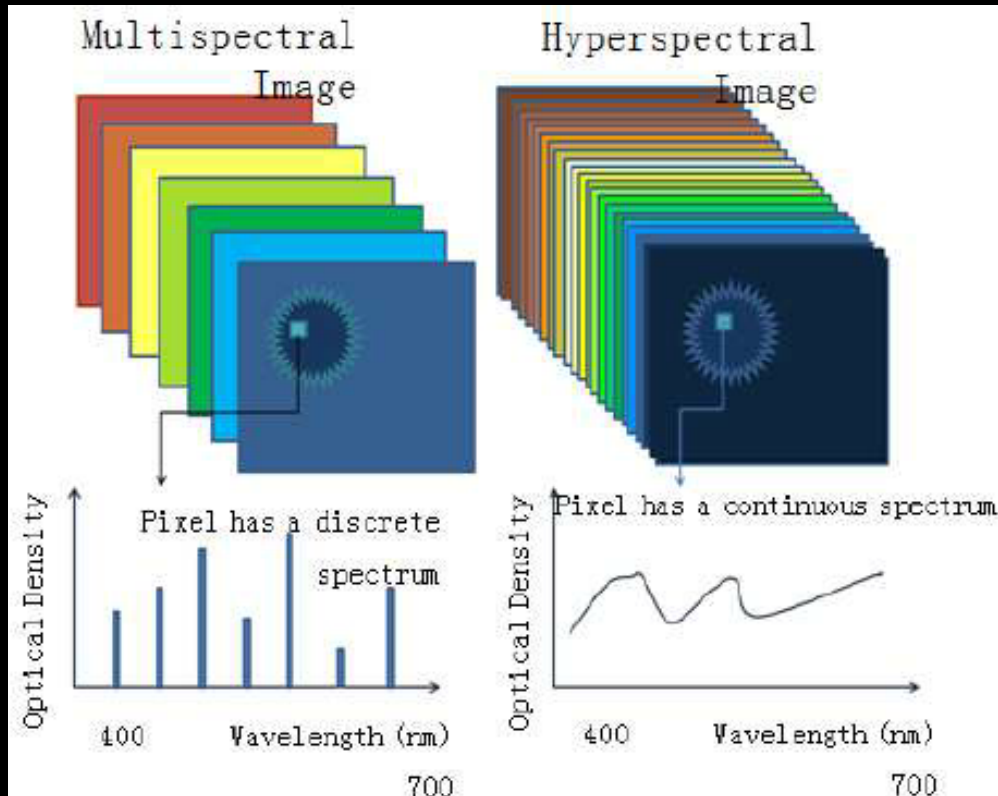 Multispectral
Image
Pixel has a discrete
spectrum
Optical Density
400 Wavelength (nm)
700
Hyperspectral
Image
Pixel has a continuous spectrum
Optical Density
400 Wavelength (nm)
700